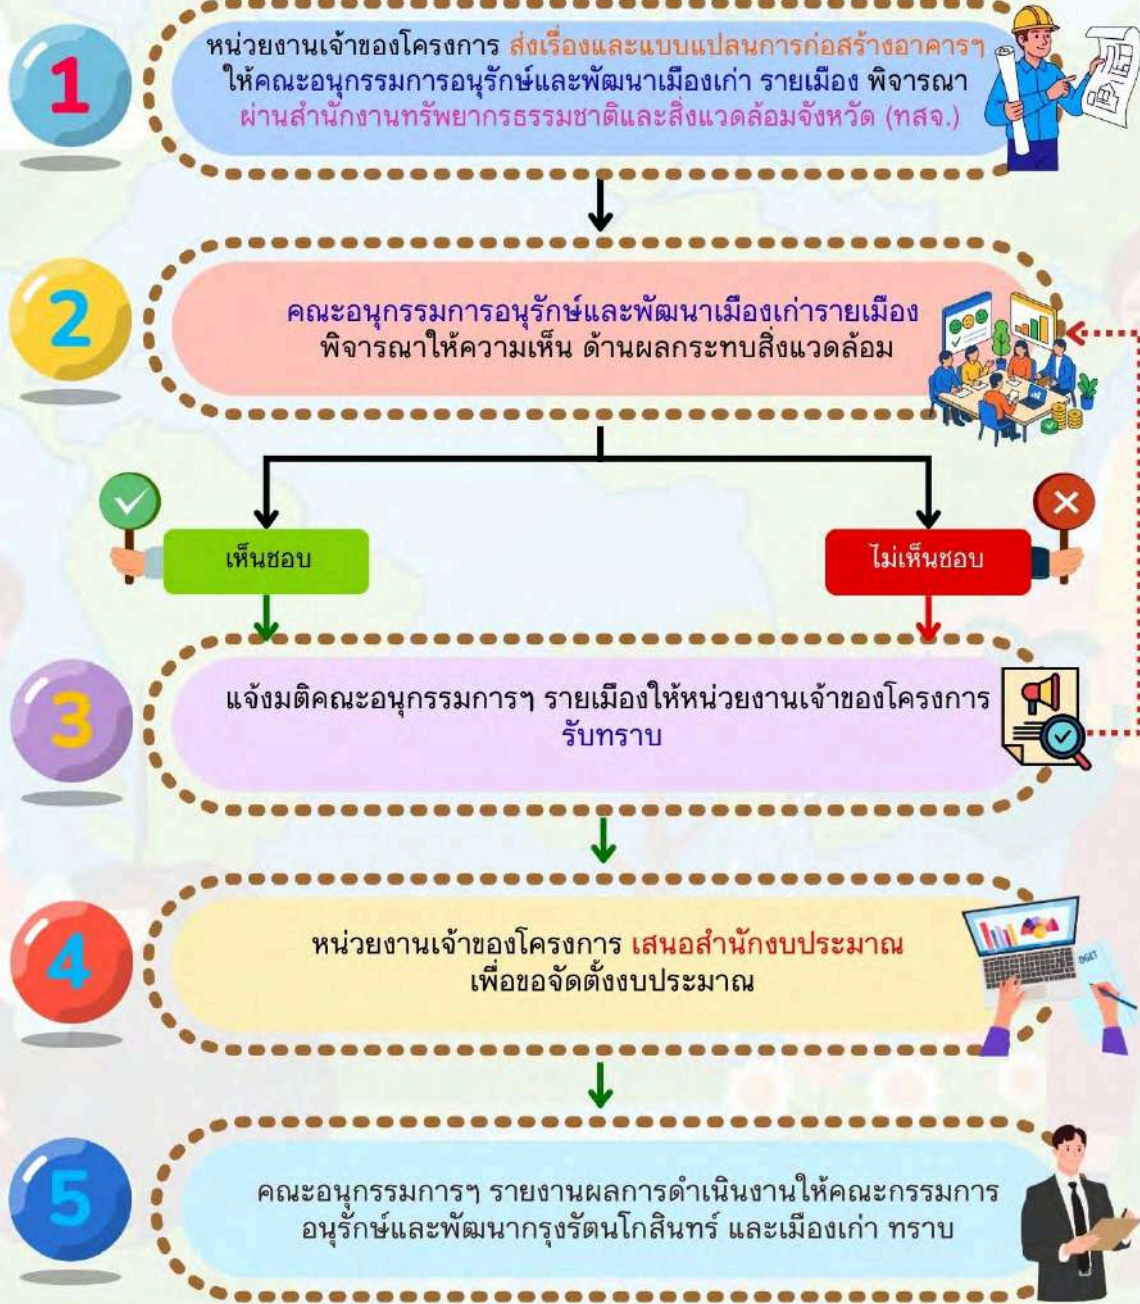 1
หน่วยงานเจ้าของโครงการ ส่งเรื่องและแบบแปลนการก่อสร้างอาคารฯ
ให้คณะอนุกรรมการอนุรักษ์และพัฒนาเมืองเก่า รายเมือง พิจารณา
ผ่านสำนักงานทรัพยากรธรรมชาติและสิ่งแวดล้อมจังหวัด (ทสจ.)
2
คณะอนุกรรมการอนุรักษ์และพัฒนาเมืองเก่ารายเมือง
พิจารณาให้ความเห็น ด้านผลกระทบสิ่งแวดล้อม
เห็นชอบ
ไม่เห็นชอบ
3
แจ้งมติคณะอนุกรรมการฯ รายเมืองให้หน่วยงานเจ้าของโครงการ
รับทราบ
4
หน่วยงานเจ้าของโครงการ เสนอสำนักงบประมาณ
เพื่อขอจัดตั้งงบประมาณ
DGET
5
คณะอนุกรรมการฯ รายงานผลการดำเนินงานให้คณะกรรมการ
อนุรักษ์และพัฒนากรุงรัตนโกสินทร์ และเมืองเก่า ทราบ